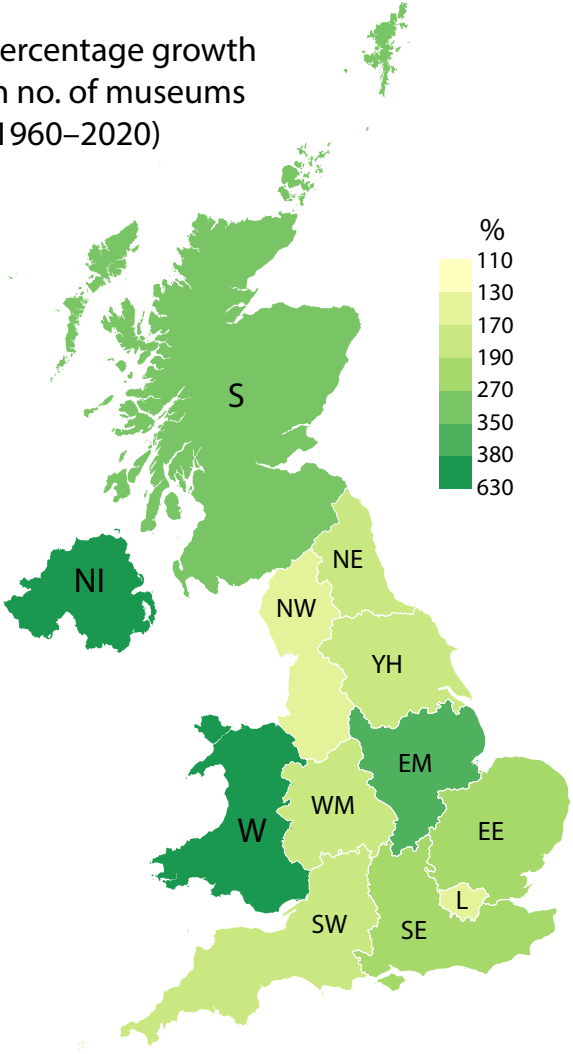 ercentage growth
n no. of museums
1960–2020)
%
110
130
170
190
270
350
380
630
S
NE
NI
NW
YH
EM
WM
W
EE
L
SW
SE